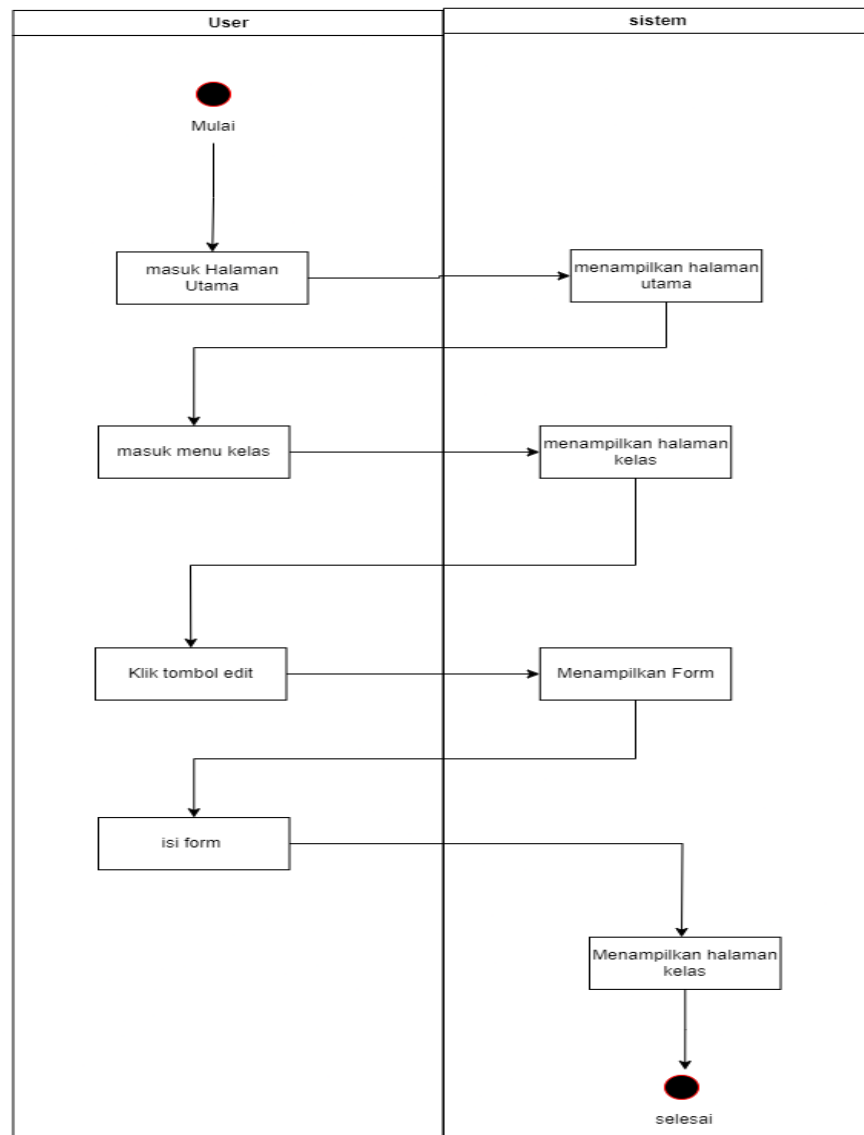 User
sistem
Mulai
masuk Halaman
Utama
menampilkan halaman
utama
masuk menu kelas
menampilkan halaman
kelas
Klik tombol edit
Menampilkan Form
isi form
Menampilkan halaman
kelas
selesai